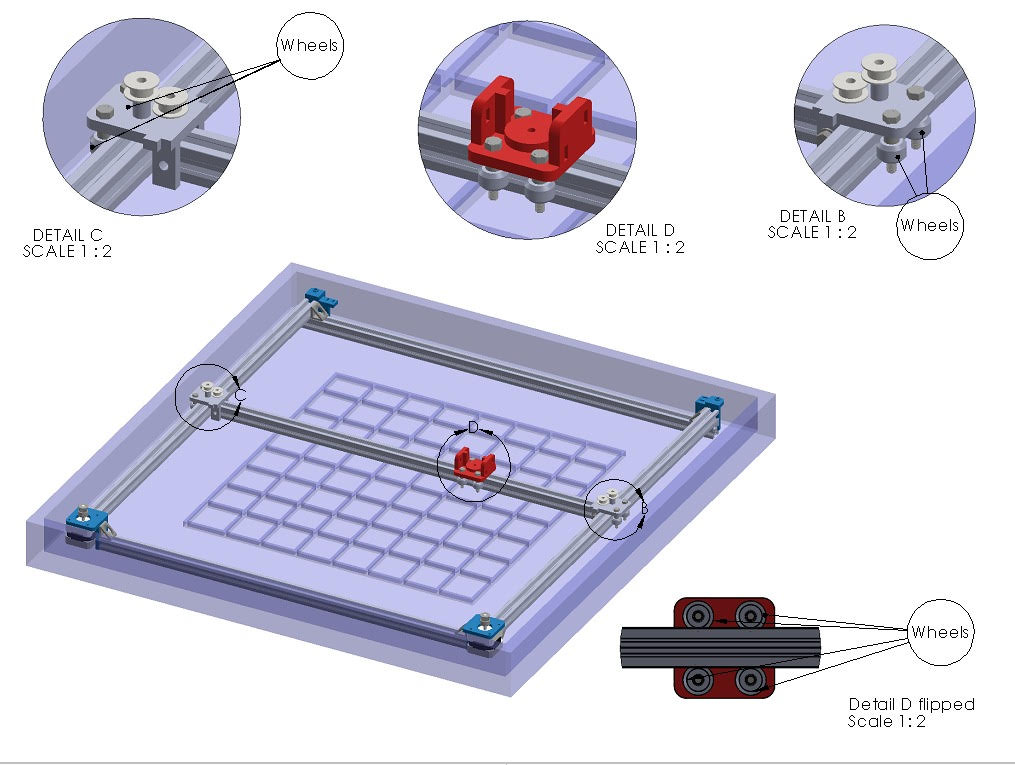 Wheels
DETAIL C
SCALE 1 : 2
DETAIL D
SCALE 1 : 2
DETAIL B
SCALE 1 : 2
Wheels
C
D
B
Wheels
Detail D flipped
Scale 1: 2